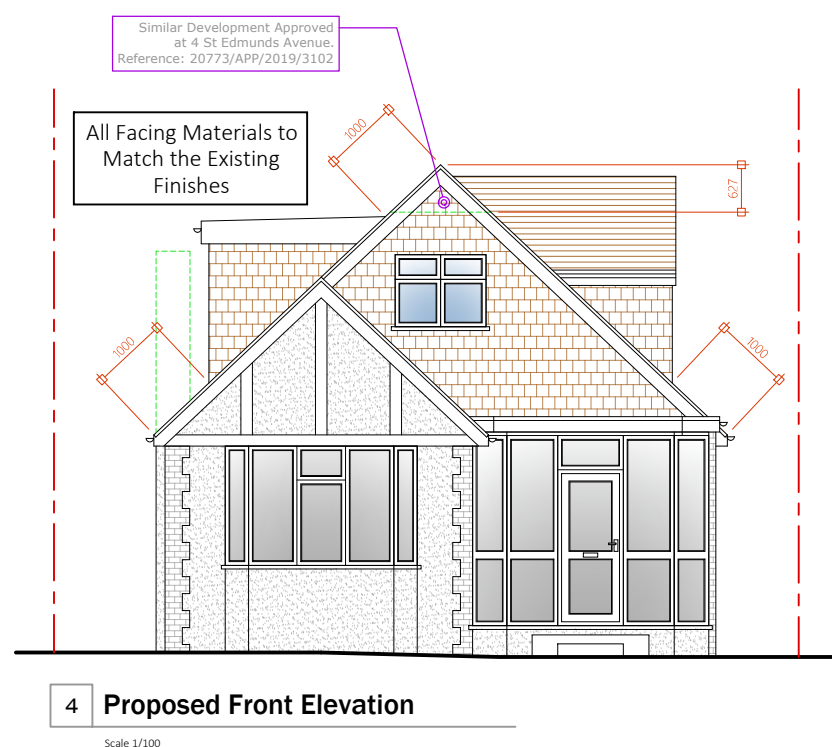 Similar Development Approved
at 4 St Edmunds Avenue.
Reference: 20773/APP/2019/3102
All Facing Materials to
Match the Existing
Finishes
1000
627
1000
1000
4 Proposed Front Elevation
Scale 1/100